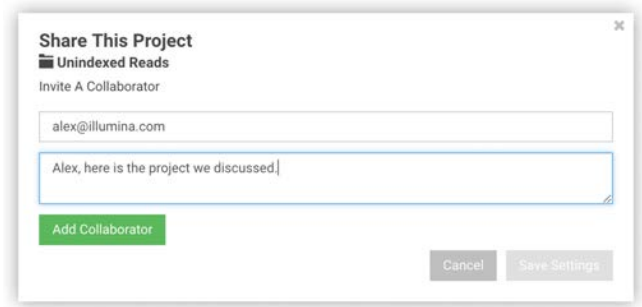 Share This Project
Unindexed Reads
Invite A Collaborator
alex@illumina.com
Alex, here is the project we discussed.
Add Collaborator
Cancel
Save Settings